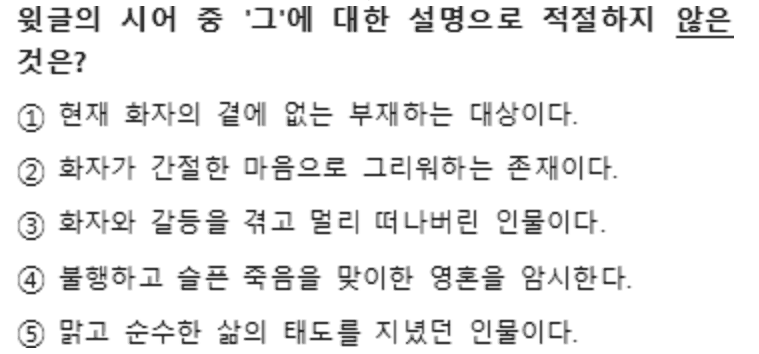 윗글의 시어 중 '그'에 대한 설명으로 적절하지 않은
것은?
① 현재 화자의 곁에 없는 부재하는 대상이다.
② 화자가 간절한 마음으로 그리워하는 존재이다.
③ 화자와 갈등을 겪고 멀리 떠나버린 인물이다.
④ 불행하고 슬픈 죽음을 맞이한 영혼을 암시한다.
⑤ 맑고 순수한 삶의 태도를 지녔던 인물이다.